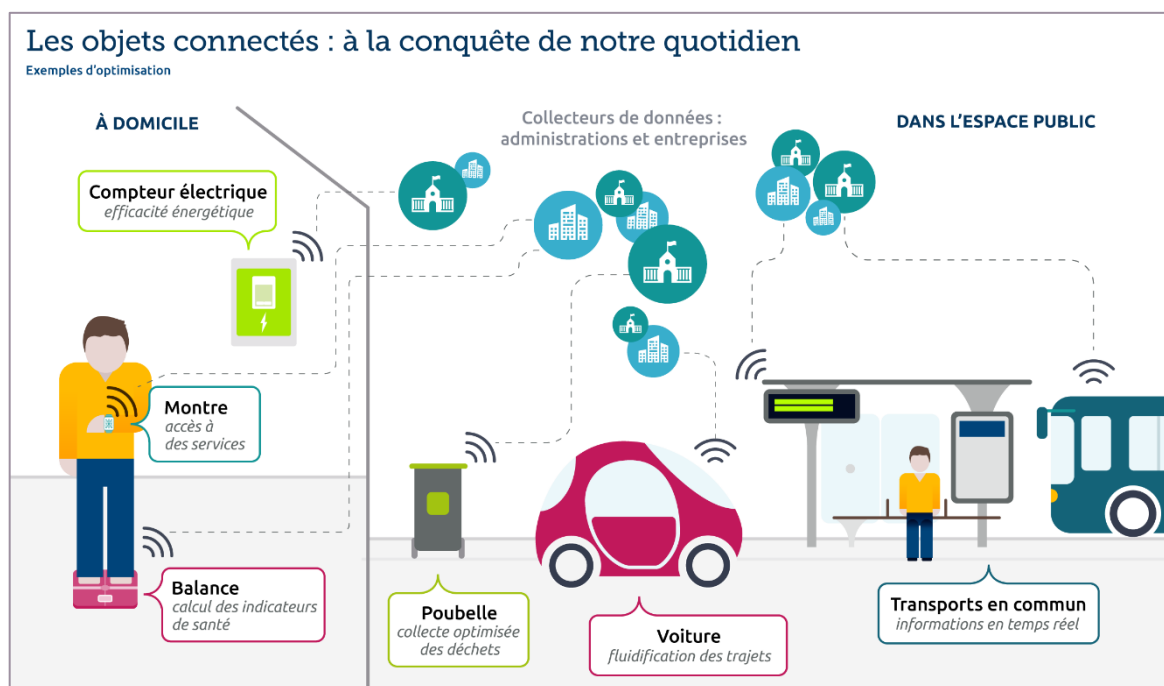 Les objets connectés : à la conquête de notre quotidien
Exemples d'optimisation
À DOMICILE
Collecteurs de données :
administrations et entreprises
DANS L'ESPACE PUBLIC
Compteur électrique
efficacité énergétique
Montre
accès à
des services
Balance
calcul des indicateurs
de santé
Poubelle
collecte optimisée
des déchets
Voiture
fluidification des trajets
Transports en commun
informations en temps réel